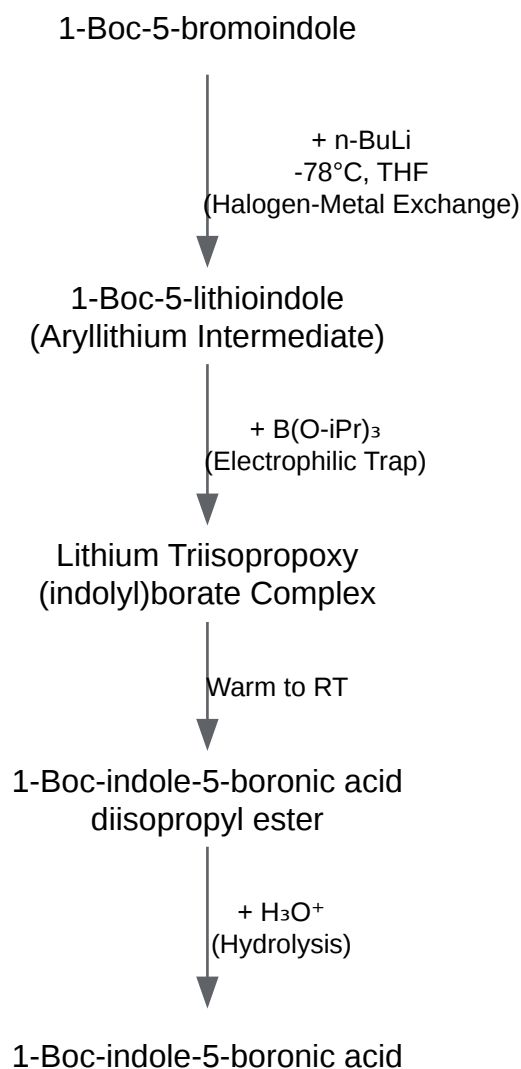 1-Boc-5-bromoindole
+ n-BuLi
-78°C, THF
(Halogen-Metal Exchange)
1-Boc-5-lithioindole
(Aryllithium Intermediate)
+ B(O-iPr)₃
(Electrophilic Trap)
Lithium Triisopropoxy
(indolyl)borate Complex
Warm to RT
1-Boc-indole-5-boronic acid
diisopropyl ester
+ H₃O⁺
(Hydrolysis)
1-Boc-indole-5-boronic acid